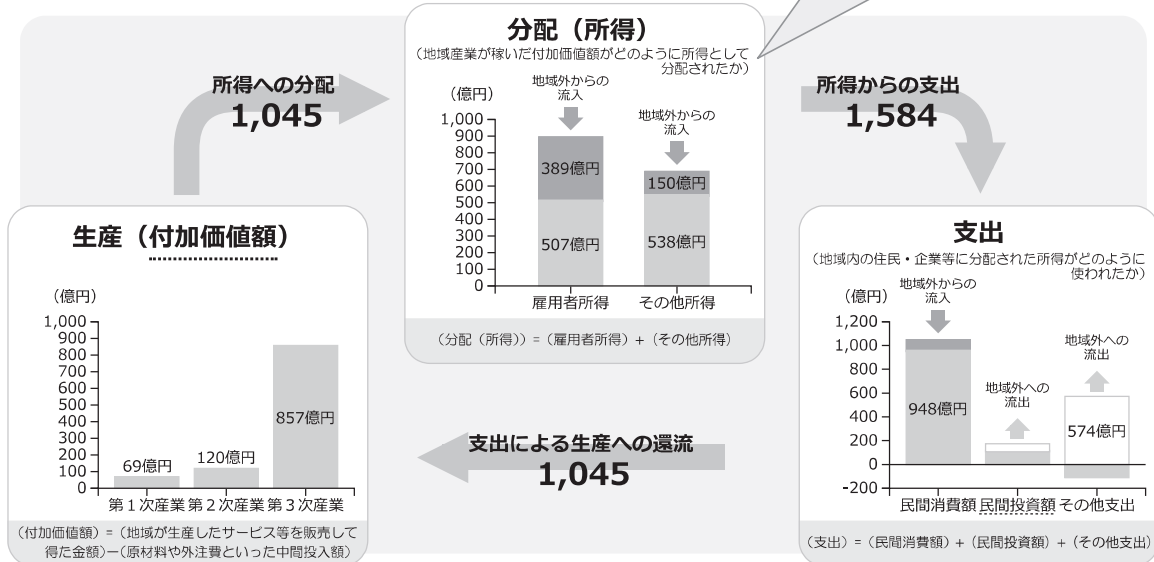 分配（所得）
（地域産業が稼いだ付加価値額がどのように所得として
分配されたか）
（億円）
1,000
900
800
700
600
500
400
300
200
100
0
地域外からの
流入
389億円
507億円
雇用者所得
地域外からの
流入
150億円
538億円
その他所得
（分配（所得））＝（雇用者所得）＋（その他所得）
所得への分配
1,045
所得からの支出
1,584
生産（付加価値額）
（億円）
1,000
900
800
700
600
500
400
300
200
100
0
69億円
120億円
857億円
第１次産業
第２次産業
第３次産業
（付加価値額）＝（地域が生産したサービス等を販売して
得た金額）−（原材料や外注費といった中間投入額）
支出による生産への還流
1,045
支出
（地域内の住民・企業等に分配された所得がどのように
使われたか）
（億円）
1,200
1,000
800
600
400
200
0
-200
地域外からの
流入
948億円
地域外への
流出
地域外への
流出
574億円
民間消費額
民間投資額
その他支出
（支出）＝（民間消費額）＋（民間投資額）＋（その他支出）